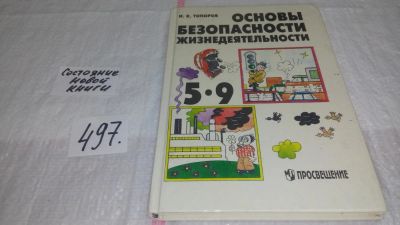 Состояние
новой
книги
497.
И. К. ТОПОРОВ
ОСНОВЫ
БЕЗОПАСНОСТИ
ЖИЗНЕДЕЯТЕЛЬНОСТИ
5·9
ПРОСВЕЩЕНИЕ